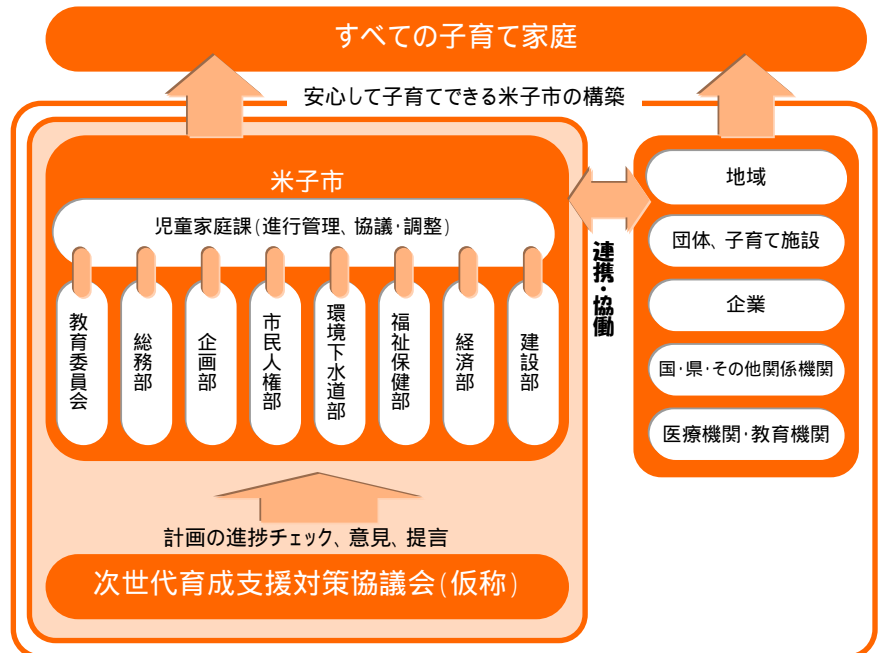 すべての子育て家庭
安心して子育てできる米子市の構築
米子市
児童家庭課(進行管理、協議・調整)
教育委員会
総務部
企画部
市民人権部
環境下水道部
福祉保健部
経済部
建設部
連携・協働
地域
団体、子育て施設
企業
国・県・その他関係機関
医療機関・教育機関
計画の進捗チェック、意見、提言
次世代育成支援対策協議会(仮称)